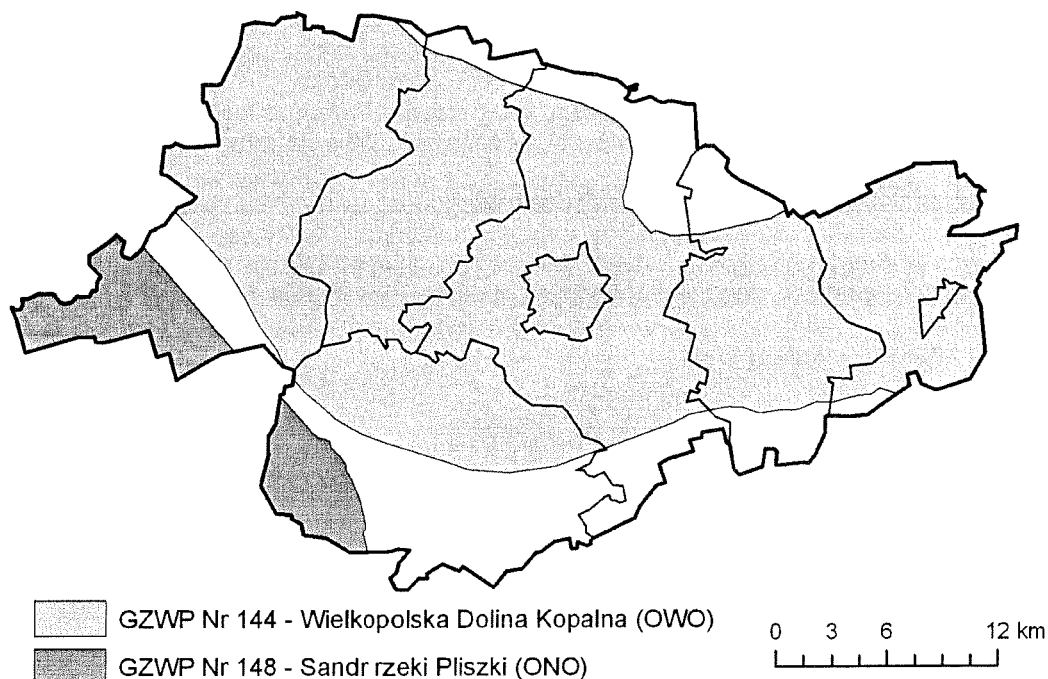 GZWP Nr 144 - Wielkopolska Dolina Kopalna (OWO)
GZWP Nr 148 - Sandr rzeki Pliszki (ONO)
0 3 6 12 km